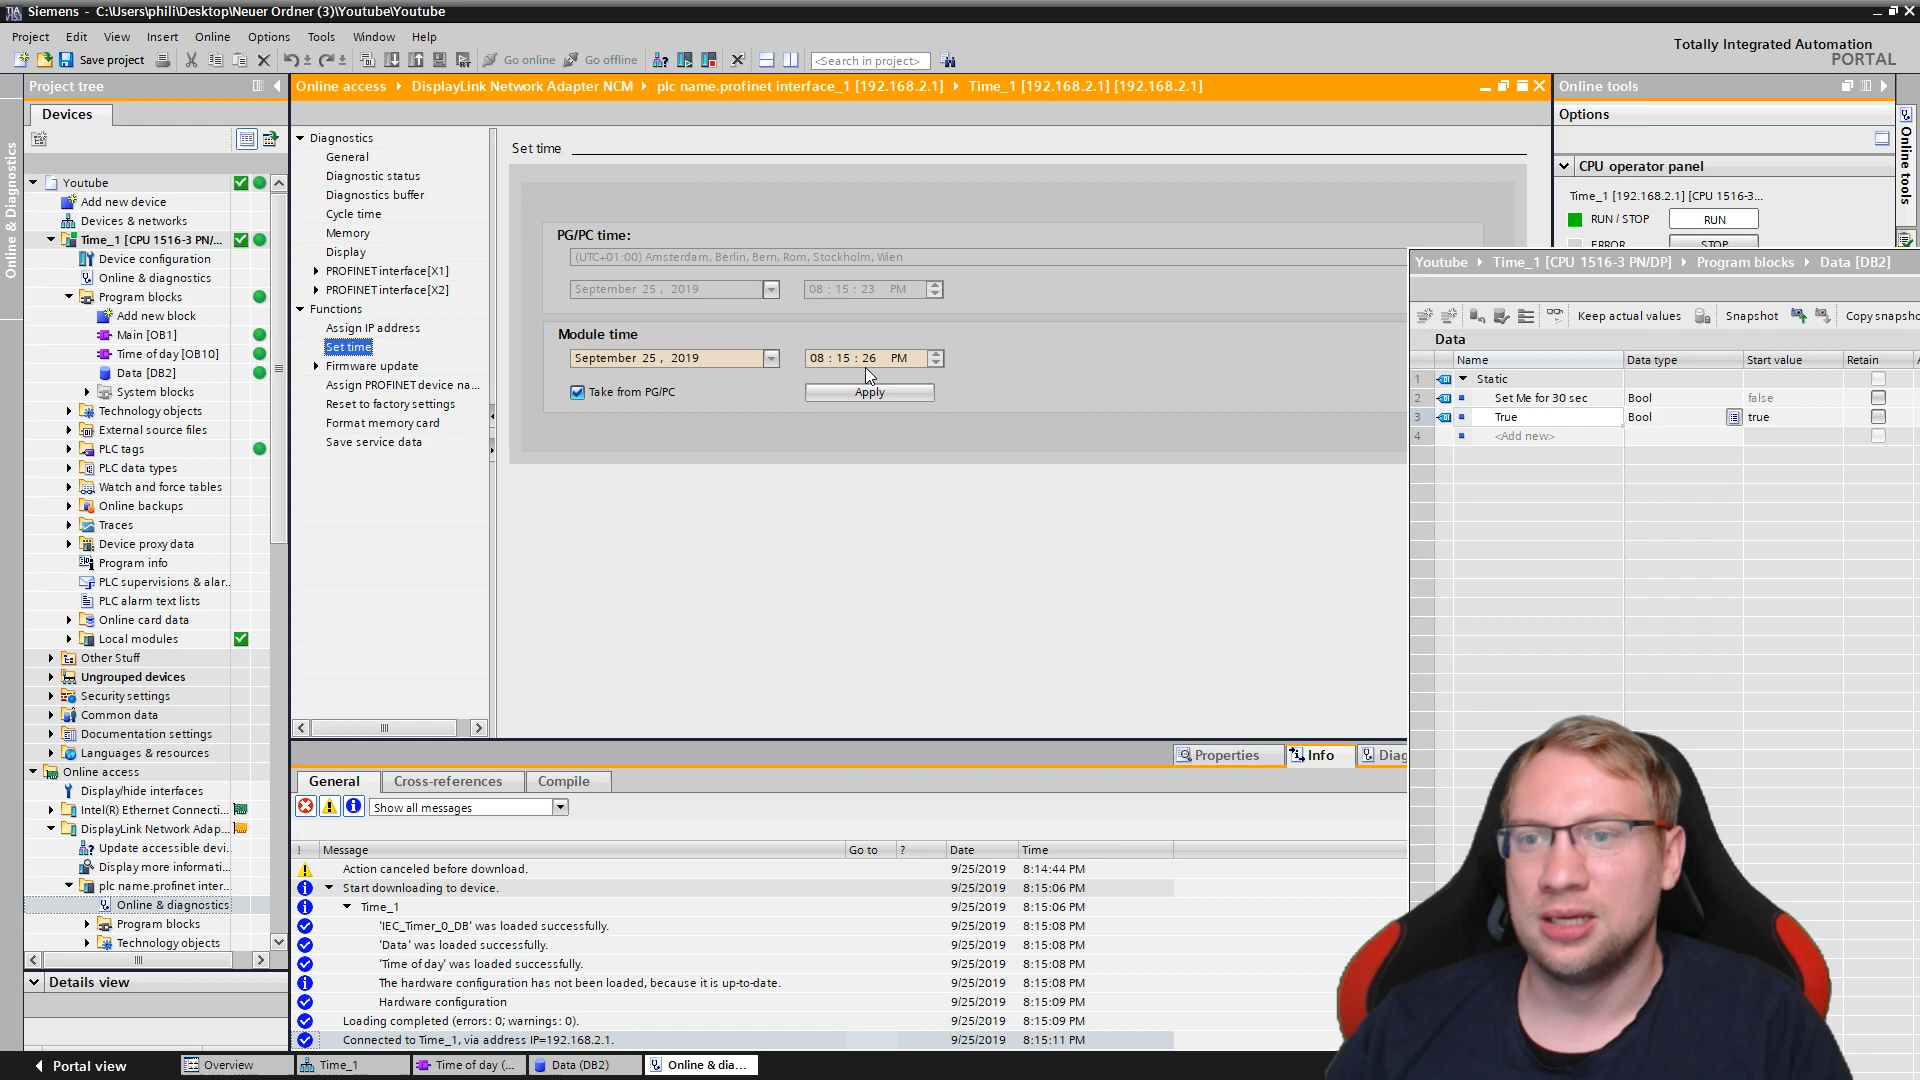 Siemens - C:\Users\phili\Desktop\Neuer Ordner (3)\Youtube\Youtube
Project Edit View Insert Online Options Tools Window Help
Totally Integrated Automation
PORTAL
Save project
Go online
Go offline
<Search in project>
Project tree
Online access DisplayLink Network Adapter NCM plc name.profinet interface_1 [192.168.2.1] Time_1 [192.168.2.1] [192.168.2.1]
Online tools
Devices
Options
Online & Diagnostics
Online tools
Youtube
Add new device
Devices & networks
Time_1 [CPU 1516-3 PN/...
Device configuration
Online & diagnostics
Program blocks
Add new block
Main [OB1]
Time of day [OB10]
Data [DB2]
System blocks
Technology objects
External source files
PLC tags
PLC data types
Watch and force tables
Online backups
Traces
Device proxy data
Program info
PLC supervisions & alar...
PLC alarm text lists
Online card data
Local modules
Other Stuff
Ungrouped devices
Security settings
Common data
Documentation settings
Languages & resources
Online access
Display/hide interfaces
Intel(R) Ethernet Connecti...
DisplayLink Network Adap...
Update accessible devi...
Display more informati...
plc name.profinet inter...
Online & diagnostics
Program blocks
Technology objects
Details view
Diagnostics
General
Diagnostic status
Diagnostics buffer
Cycle time
Memory
Display
PROFINET interface[X1]
PROFINET interface[X2]
Functions
Assign IP address
Set time
Firmware update
Assign PROFINET device na...
Reset to factory settings
Format memory card
Save service data
Set time
PG/PC time:
(UTC+01:00) Amsterdam, Berlin, Bern, Rom, Stockholm, Wien
September 25 , 2019
08 : 15 : 23 PM
Module time
September 25 , 2019
08 : 15 : 26 PM
Take from PG/PC
Apply
CPU operator panel
Time_1 [192.168.2.1] [CPU 1516-3...
RUN / STOP
RUN
ERROR
STOP
Youtube Time_1 [CPU 1516-3 PN/DP] Program blocks Data [DB2]
Keep actual values
Snapshot
Copy snapsho
Data
Name Data type Start value Retain
1 Static
2 Set Me for 30 sec Bool false
3 True Bool true
4 <Add new>
Properties
Info
Diag
General
Cross-references
Compile
Show all messages
! Message Go to ? Date Time
Action canceled before download. 9/25/2019 8:14:44 PM
Start downloading to device. 9/25/2019 8:15:06 PM
Time_1 9/25/2019 8:15:06 PM
'IEC_Timer_0_DB' was loaded successfully. 9/25/2019 8:15:08 PM
'Data' was loaded successfully. 9/25/2019 8:15:08 PM
'Time of day' was loaded successfully. 9/25/2019 8:15:08 PM
The hardware configuration has not been loaded, because it is up-to-date. 9/25/2019 8:15:08 PM
Hardware configuration 9/25/2019 8:15:09 PM
Loading completed (errors: 0; warnings: 0). 9/25/2019 8:15:09 PM
Connected to Time_1, via address IP=192.168.2.1. 9/25/2019 8:15:11 PM
Portal view
Overview
Time_1
Time of day (...
Data (DB2)
Online & dia...